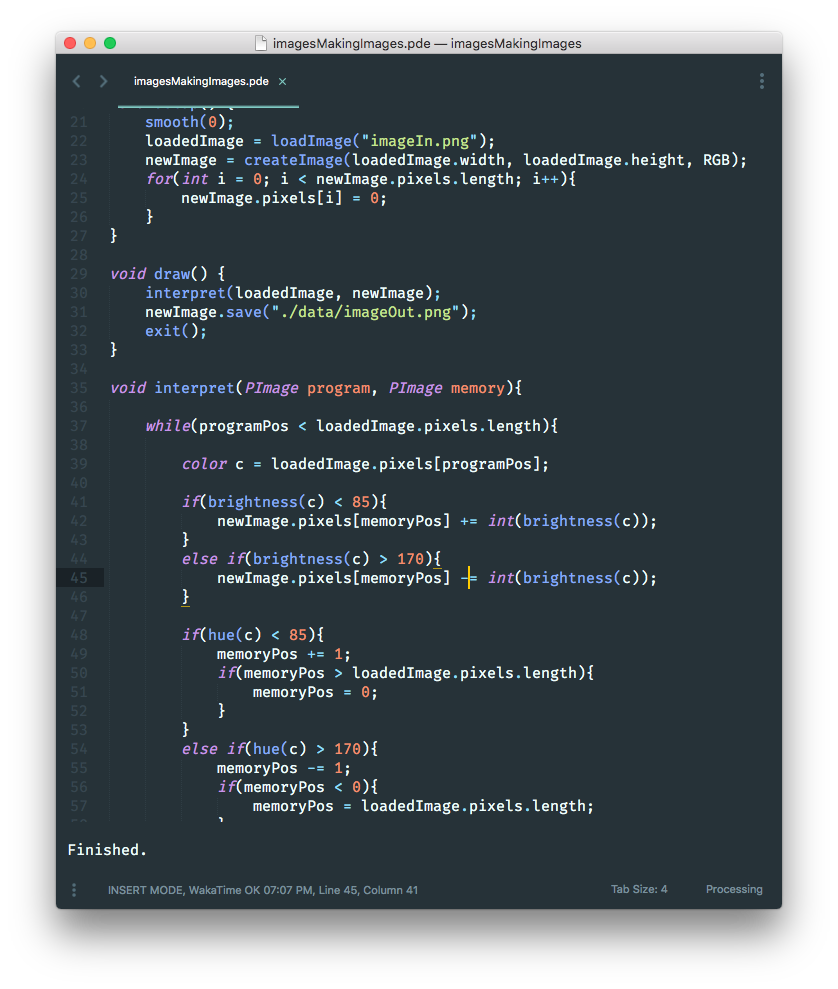 imagesMakingImages.pde — imagesMakingImages
imagesMakingImages.pde ×
21 smooth(0);
22 loadedImage = loadImage("imageIn.png");
23 newImage = createImage(loadedImage.width, loadedImage.height, RGB);
24 for(int i = 0; i < newImage.pixels.length; i++){
25 newImage.pixels[i] = 0;
26 }
27 }
28
29 void draw() {
30 interpret(loadedImage, newImage);
31 newImage.save("./data/imageOut.png");
32 exit();
33 }
34
35 void interpret(PImage program, PImage memory){
36
37 while(programPos < loadedImage.pixels.length){
38
39 color c = loadedImage.pixels[programPos];
40
41 if(brightness(c) < 85){
42 newImage.pixels[memoryPos] += int(brightness(c));
43 }
44 else if(brightness(c) > 170){
45 newImage.pixels[memoryPos] -= int(brightness(c));
46 }
47
48 if(hue(c) < 85){
49 memoryPos += 1;
50 if(memoryPos > loadedImage.pixels.length){
51 memoryPos = 0;
52 }
53 }
54 else if(hue(c) > 170){
55 memoryPos -= 1;
56 if(memoryPos < 0){
57 memoryPos = loadedImage.pixels.length;
Finished.
INSERT MODE, WakaTime OK 07:07 PM, Line 45, Column 41 Tab Size: 4 Processing